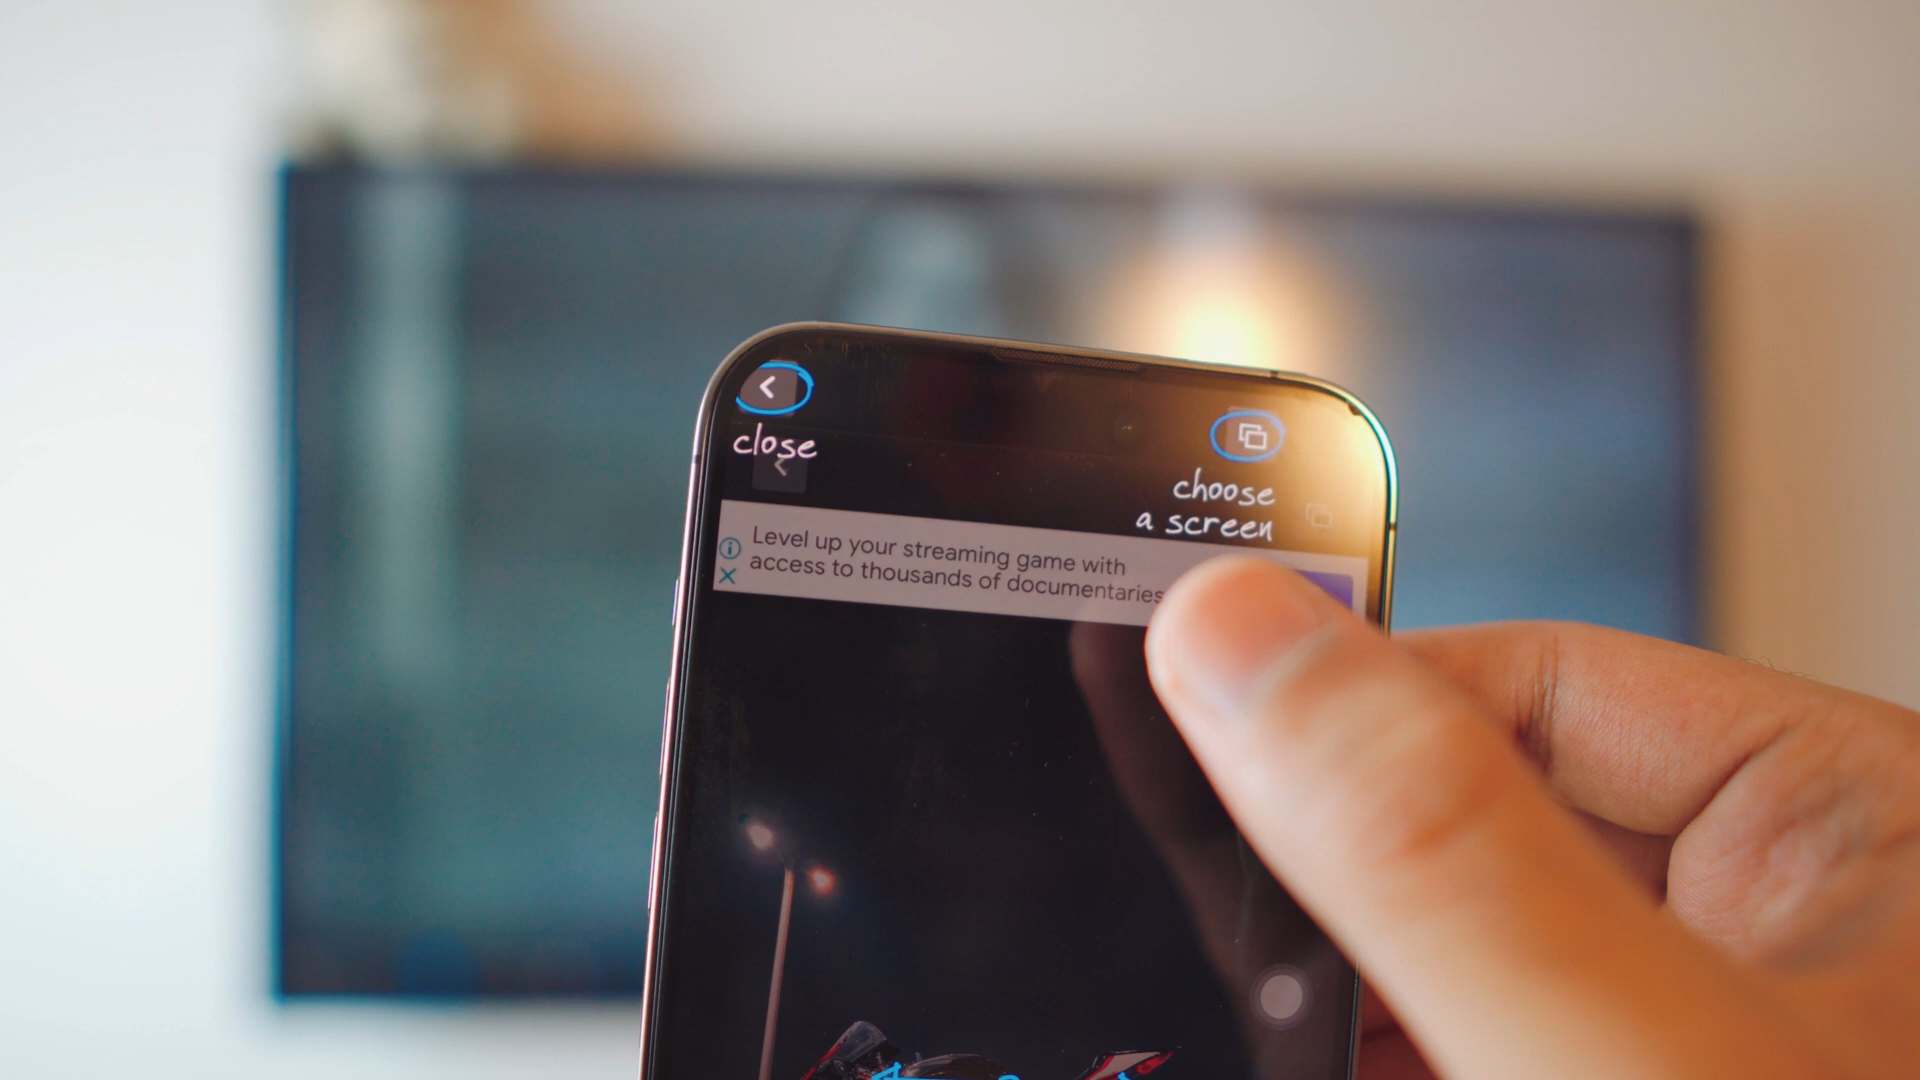 close
choose
a screen
Level up your streaming game with
access to thousands of documentaries